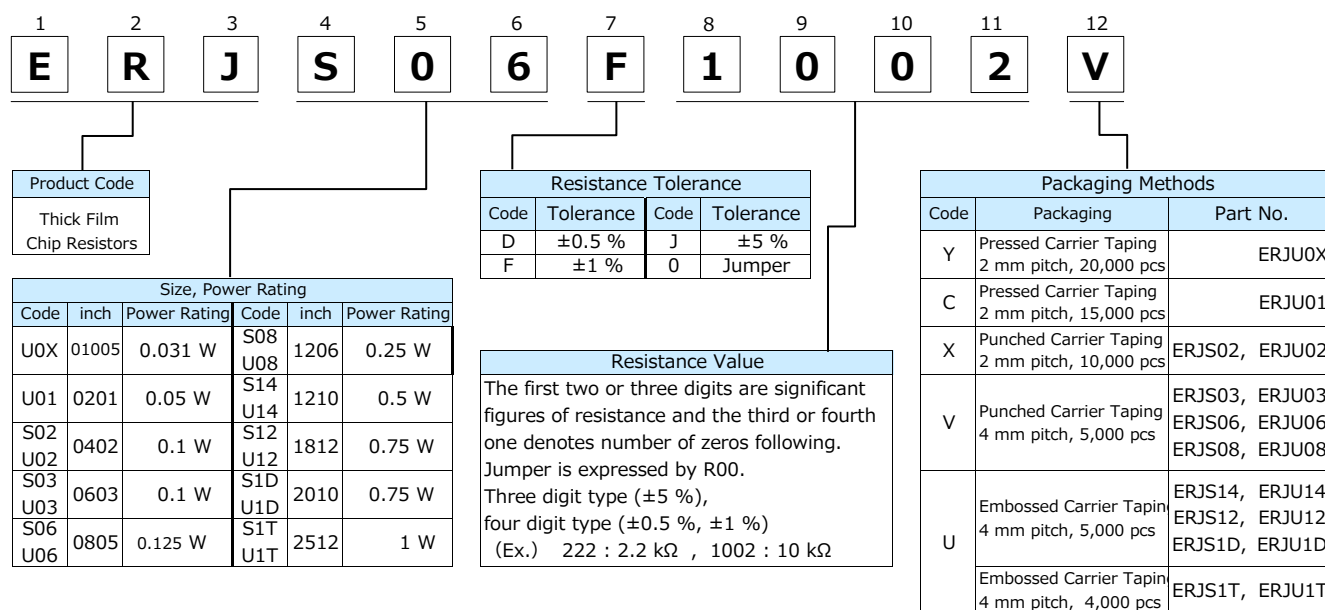 1 2 3 4 5 6 7 8 9 10 11 12
E R J S 0 6 F 1 0 0 2 V
Product Code
Thick Film
Chip Resistors
Size, Power Rating
Code inch Power Rating Code inch Power Rating
U0X 01005 0.031 W S08 U08 1206 0.25 W
U01 0201 0.05 W S14 U14 1210 0.5 W
S02 U02 0402 0.1 W S12 U12 1812 0.75 W
S03 U03 0603 0.1 W S1D U1D 2010 0.75 W
S06 U06 0805 0.125 W S1T U1T 2512 1 W
Resistance Tolerance
Code Tolerance Code Tolerance
D ±0.5 % J ±5 %
F ±1 % 0 Jumper
Resistance Value
The first two or three digits are significant
figures of resistance and the third or fourth
one denotes number of zeros following.
Jumper is expressed by R00.
Three digit type (±5 %),
four digit type (±0.5 %, ±1 %)
(Ex.) 222 : 2.2 kΩ , 1002 : 10 kΩ
Packaging Methods
Code Packaging Part No.
Y Pressed Carrier Taping ERJU0X
2 mm pitch, 20,000 pcs
C Pressed Carrier Taping ERJU01
2 mm pitch, 15,000 pcs
X Punched Carrier Taping ERJS02, ERJU02
2 mm pitch, 10,000 pcs
V Punched Carrier Taping
4 mm pitch, 5,000 pcs
ERJS03, ERJU03
ERJS06, ERJU06
ERJS08, ERJU08
U Embossed Carrier Tapin
4 mm pitch, 5,000 pcs
ERJS14, ERJU14
ERJS12, ERJU12
ERJS1D, ERJU1D
Embossed Carrier Tapin
4 mm pitch, 4,000 pcs
ERJS1T, ERJU1T